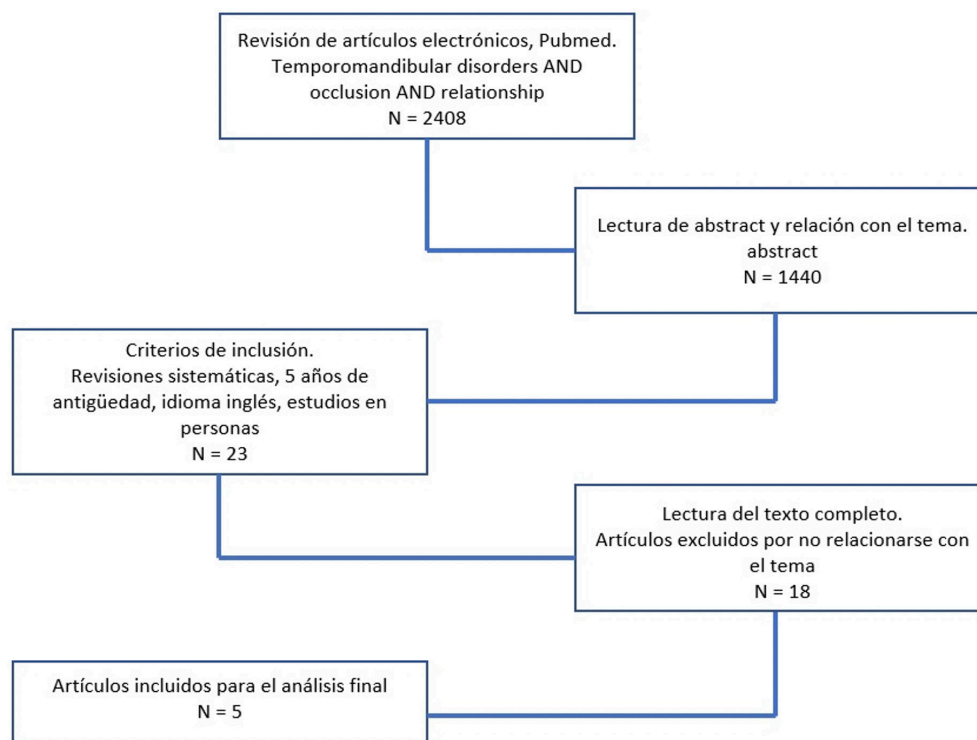 Revisión de artículos electrónicos, Pubmed.
Temporomandibular disorders AND
occlusion AND relationship
N = 2408
Lectura de abstract y relación con el tema.
abstract
N = 1440
Criterios de inclusión.
Revisiones sistemáticas, 5 años de
antigüedad, idioma inglés, estudios en
personas
N = 23
Lectura del texto completo.
Artículos excluidos por no relacionarse con
el tema
N = 18
Artículos incluidos para el análisis final
N = 5